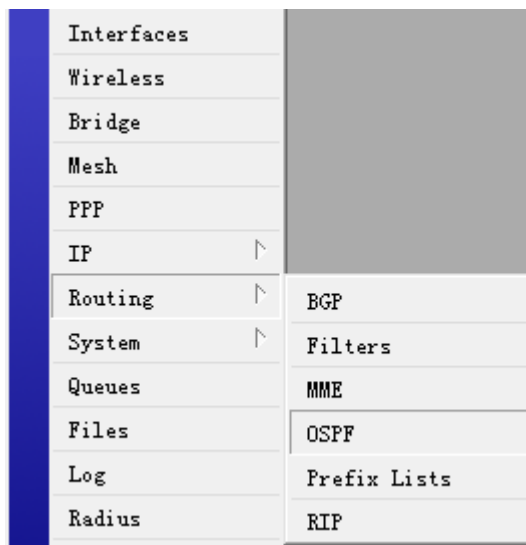 Interfaces
Wireless
Bridge
Mesh
PPP
IP
Routing
System
Queues
Files
Log
Radius
BGP
Filters
MME
OSPF
Prefix Lists
RIP